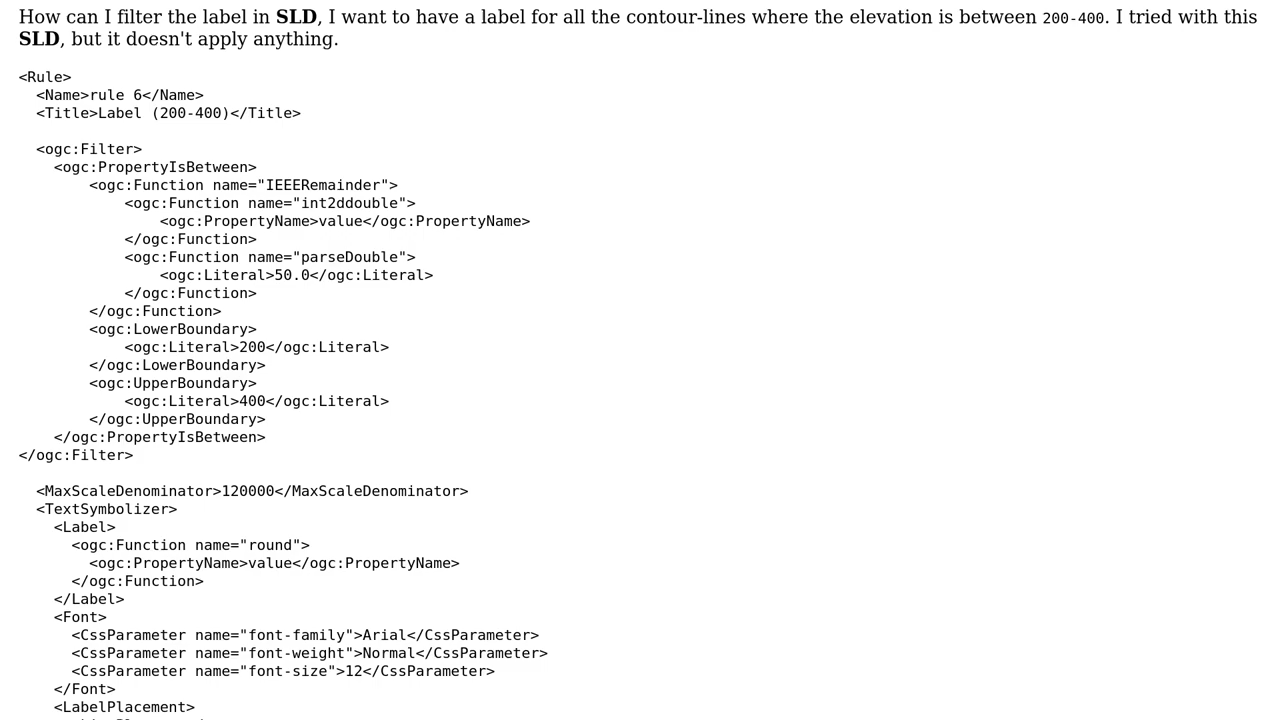 How can I filter the label in SLD, I want to have a label for all the contour-lines where the elevation is between 200-400. I tried with this
SLD, but it doesn't apply anything.
<Rule>
<Name>rule 6</Name>
<Title>Label (200-400)</Title>
<ogc:Filter>
<ogc:PropertyIsBetween>
<ogc:Function name="IEEERemainder">
<ogc:Function name="int2ddouble">
<ogc:PropertyName>value</ogc:PropertyName>
</ogc:Function>
<ogc:Function name="parseDouble">
<ogc:Literal>50.0</ogc:Literal>
</ogc:Function>
</ogc:Function>
<ogc:LowerBoundary>
<ogc:Literal>200</ogc:Literal>
</ogc:LowerBoundary>
<ogc:UpperBoundary>
<ogc:Literal>400</ogc:Literal>
</ogc:UpperBoundary>
</ogc:PropertyIsBetween>
</ogc:Filter>
<MaxScaleDenominator>120000</MaxScaleDenominator>
<TextSymbolizer>
<Label>
<ogc:Function name="round">
<ogc:PropertyName>value</ogc:PropertyName>
</ogc:Function>
</Label>
<Font>
<CssParameter name="font-family">Arial</CssParameter>
<CssParameter name="font-weight">Normal</CssParameter>
<CssParameter name="font-size">12</CssParameter>
</Font>
<LabelPlacement>